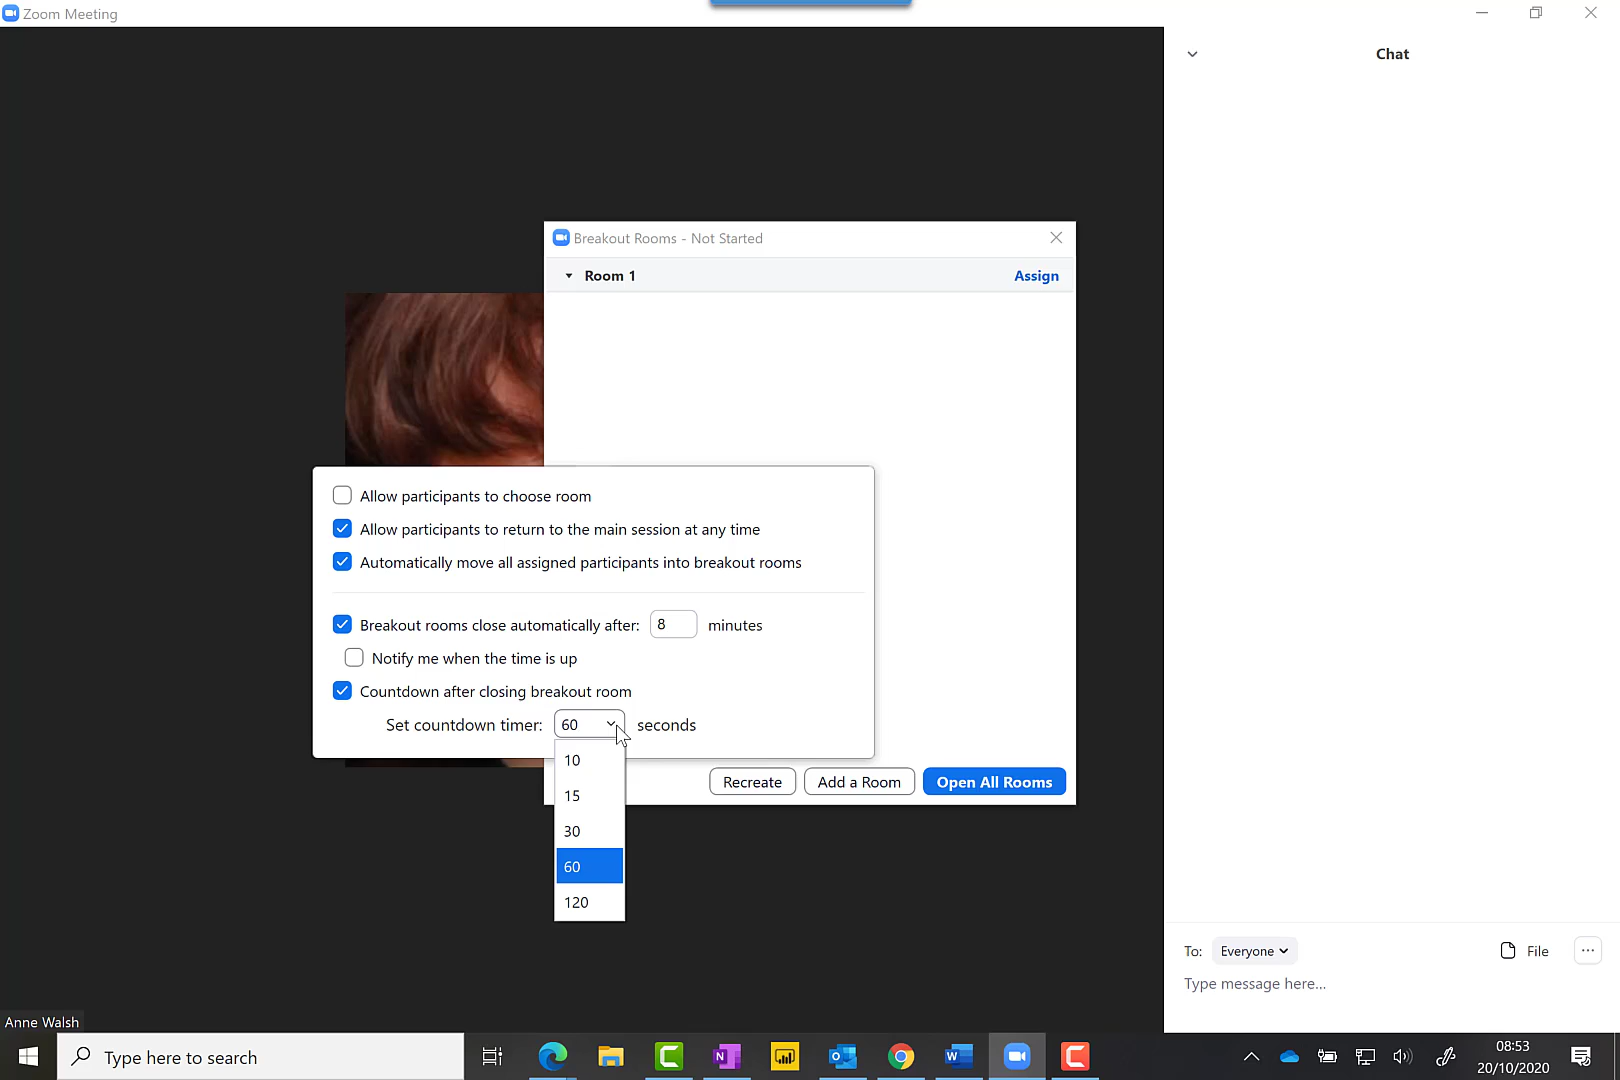 Zoom Meeting
Chat
Breakout Rooms - Not Started
Room 1
Assign
Allow participants to choose room
Allow participants to return to the main session at any time
Automatically move all assigned participants into breakout rooms
Breakout rooms close automatically after: 8 minutes
Notify me when the time is up
Countdown after closing breakout room
Set countdown timer: 60 seconds
10
15
30
60
120
Recreate
Add a Room
Open All Rooms
To: Everyone
File
Type message here...
Anne Walsh
Type here to search
N
W
08:53
20/10/2020